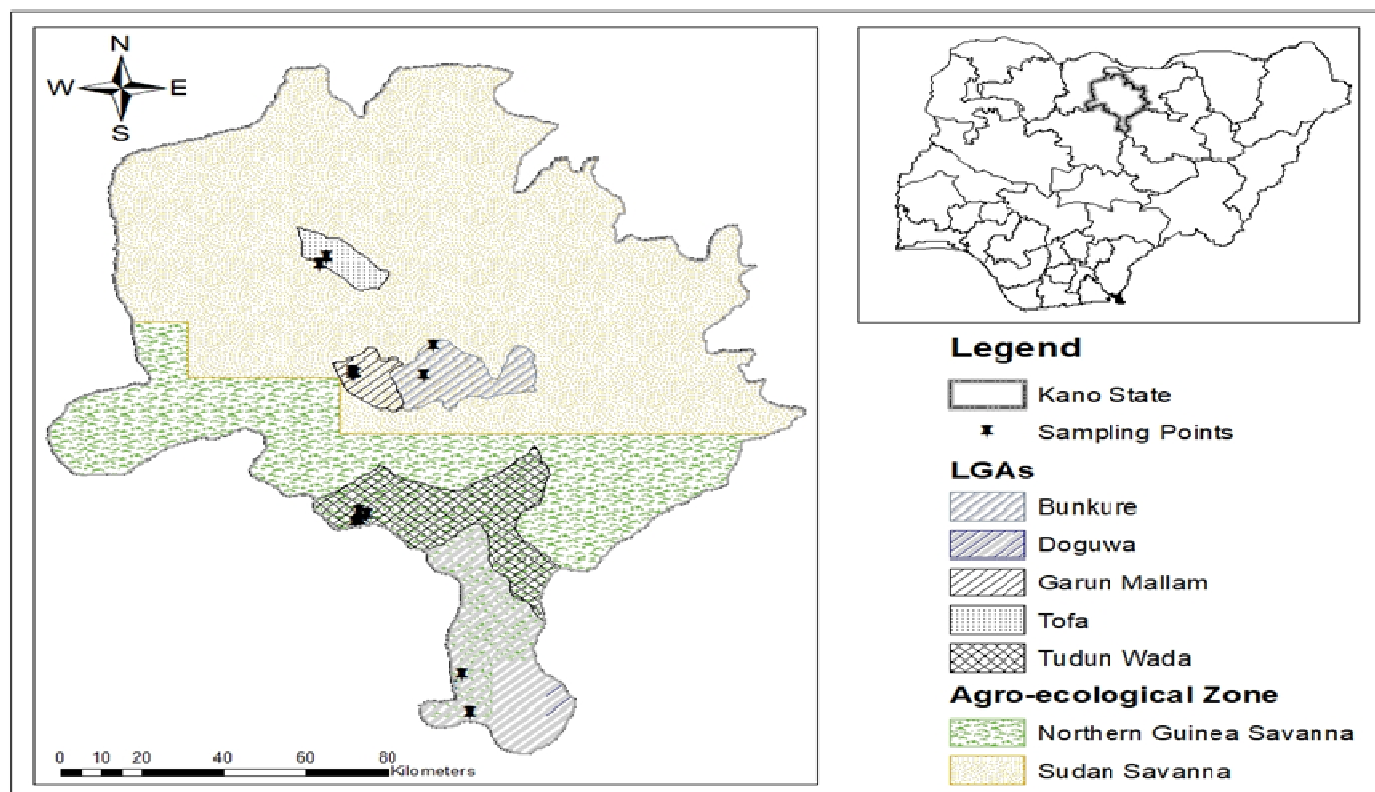 N
W E
S
0 10 20 40 60 80
Kilometers
Legend
Kano State
Sampling Points
LGAs
Bunkure
Doguwa
Garun Mallam
Tofa
Tudun Wada
Agro-ecological Zone
Northern Guinea Savanna
Sudan Savanna